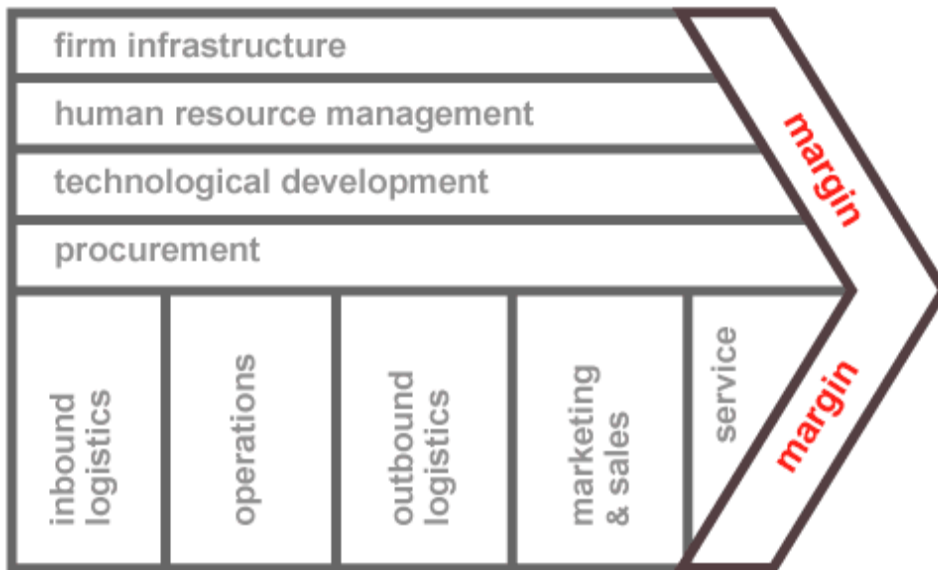 firm infrastructure
human resource management
technological development
procurement
inbound
logistics
operations
outbound
logistics
marketing
& sales
service
margin
margin